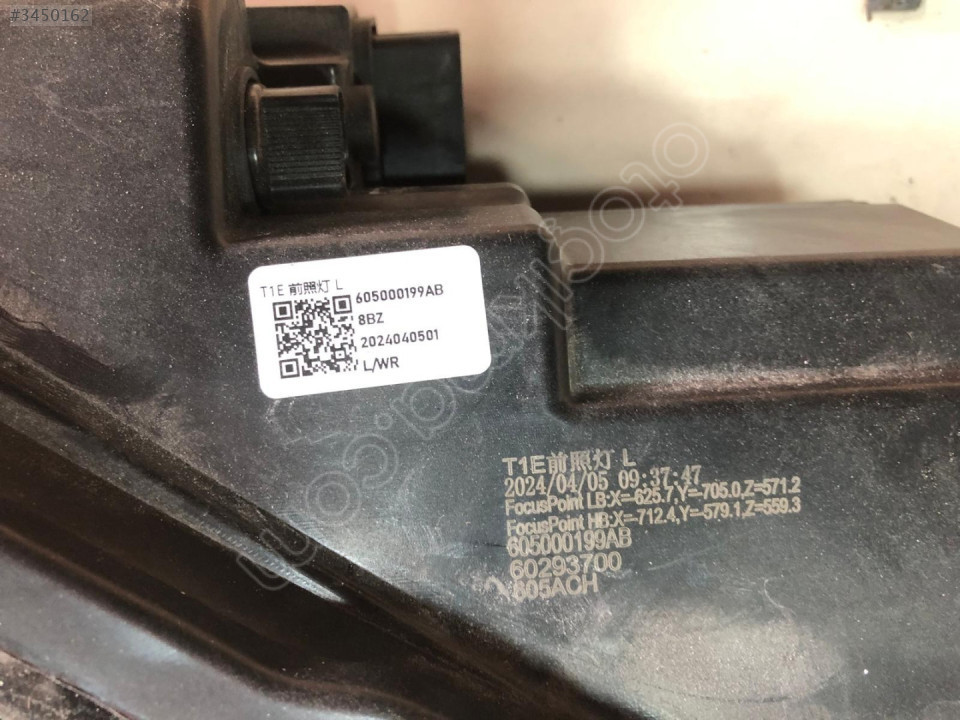 #3450162
T1E 前照灯 L
605000199AB
8BZ
2024040501
L/WR
T1E前照灯 L
2024/04/05 09:37:47
FocusPoint LB:X=-625.7,Y=-705.0,Z=571.2
FocusPoint HB:X=-712.4,Y=-579.1,Z=559.3
605000199AB
60293700